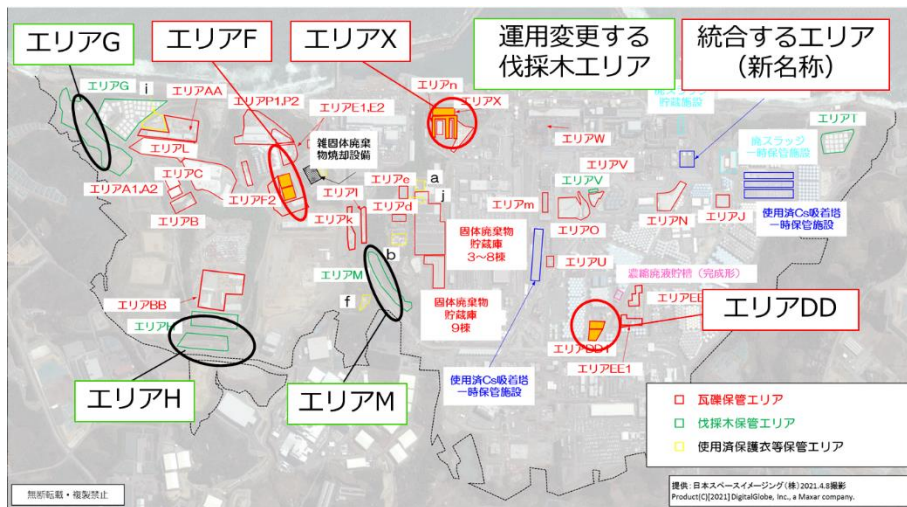 エリアG
エリアF
エリアX
運用変更する
伐採木エリア
統合するエリア
（新名称）
エリアG
i
エリアAA
エリアP1,P2
エリアE1,E2
エリアn
エリアX
エリアW
エリアT
エリアL
雑固体廃棄
物焼却設備
廃スラッジ
一時保管施設
貯蔵施設
エリアA1,A2
エリアC
エリアB
エリアF2
エリアl
エリアk
エリアe
a
エリアd
j
b
エリアm
エリアV
エリアV
エリアO
エリアN
エリアJ
使用済Cs吸着塔
一時保管施設
固体廃棄物
貯蔵庫
3～8棟
エリアM
エリアU
濃縮廃液貯槽（完成形）
エリアBB
f
固体廃棄物
貯蔵庫
9棟
エリアDD
エリアDD1
エリアEE1
使用済Cs吸着塔
一時保管施設
エリアH
エリアM
瓦礫保管エリア
伐採木保管エリア
使用済保護衣等保管エリア
無断転載・複製禁止
提供：日本スペースイメージング（株）2021.4.8撮影
Product(C)[2021] DigitalGlobe, Inc., a Maxar company.